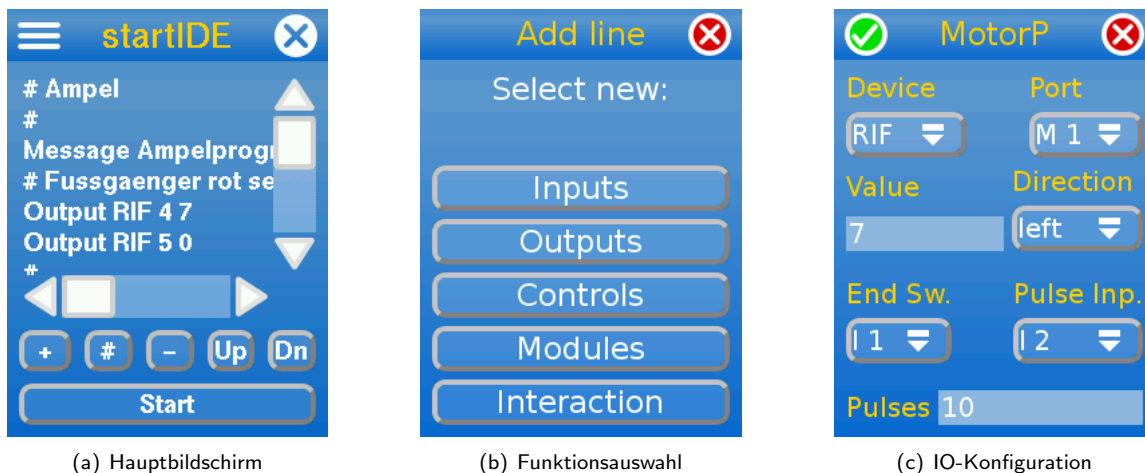 startIDE
# Ampel
#
Message Ampelprogr
# Fussgaenger rot se
Output RIF 4 7
Output RIF 5 0
#
+ # - Up Dn
Start
(a) Hauptbildschirm
Add line
Select new:
Inputs
Outputs
Controls
Modules
Interaction
(b) Funktionsauswahl
MotorP
Device Port
RIF M 1
Value Direction
7 left
End Sw. Pulse Inp.
I 1 I 2
Pulses 10
(c) IO-Konfiguration